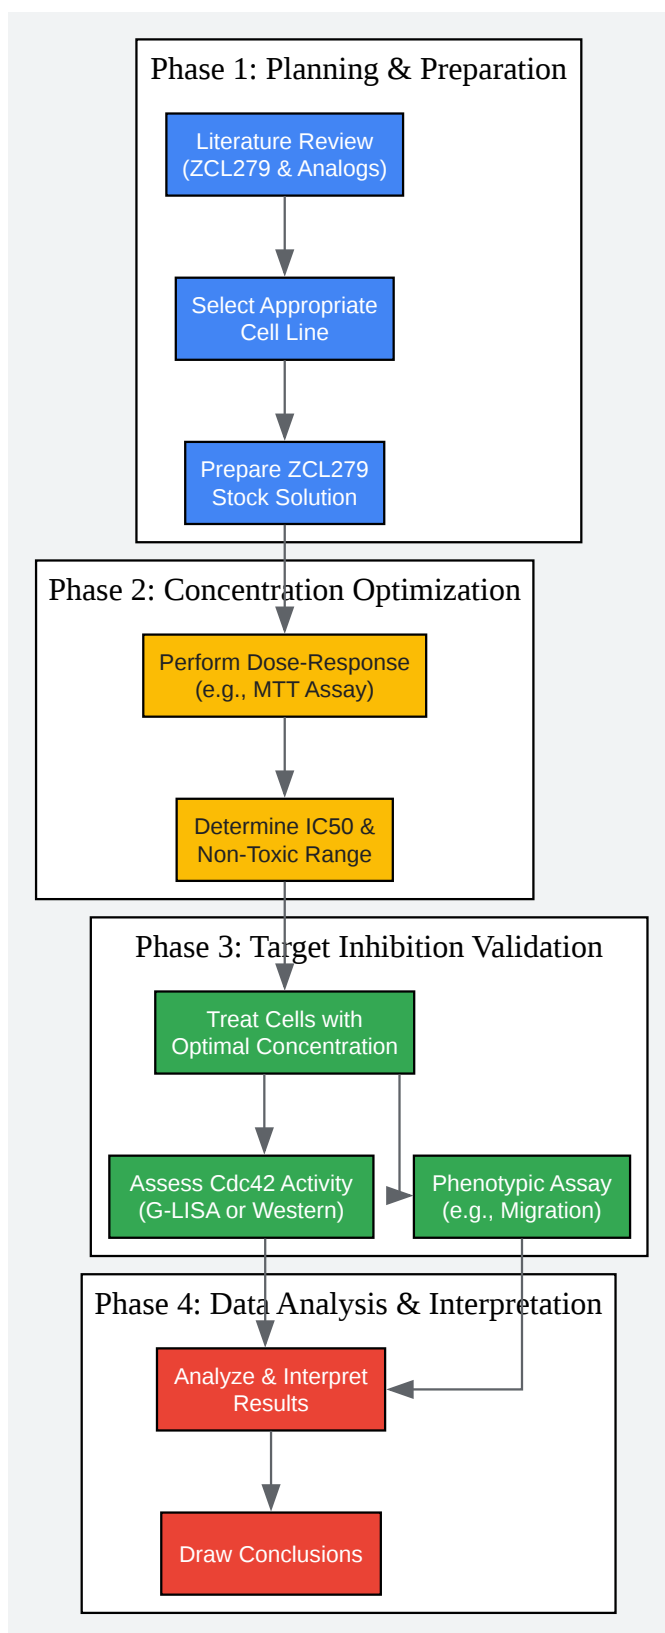 Phase 1: Planning & Preparation
Literature Review
(ZCL279 & Analogs)
Select Appropriate
Cell Line
Prepare ZCL279
Stock Solution
Phase 2: Concentration Optimization
Perform Dose-Response
(e.g., MTT Assay)
Determine IC50 &
Non-Toxic Range
Phase 3: Target Inhibition Validation
Treat Cells with
Optimal Concentration
Assess Cdc42 Activity
(G-LISA or Western)
Phenotypic Assay
(e.g., Migration)
Phase 4: Data Analysis & Interpretation
Analyze & Interpret
Results
Draw Conclusions